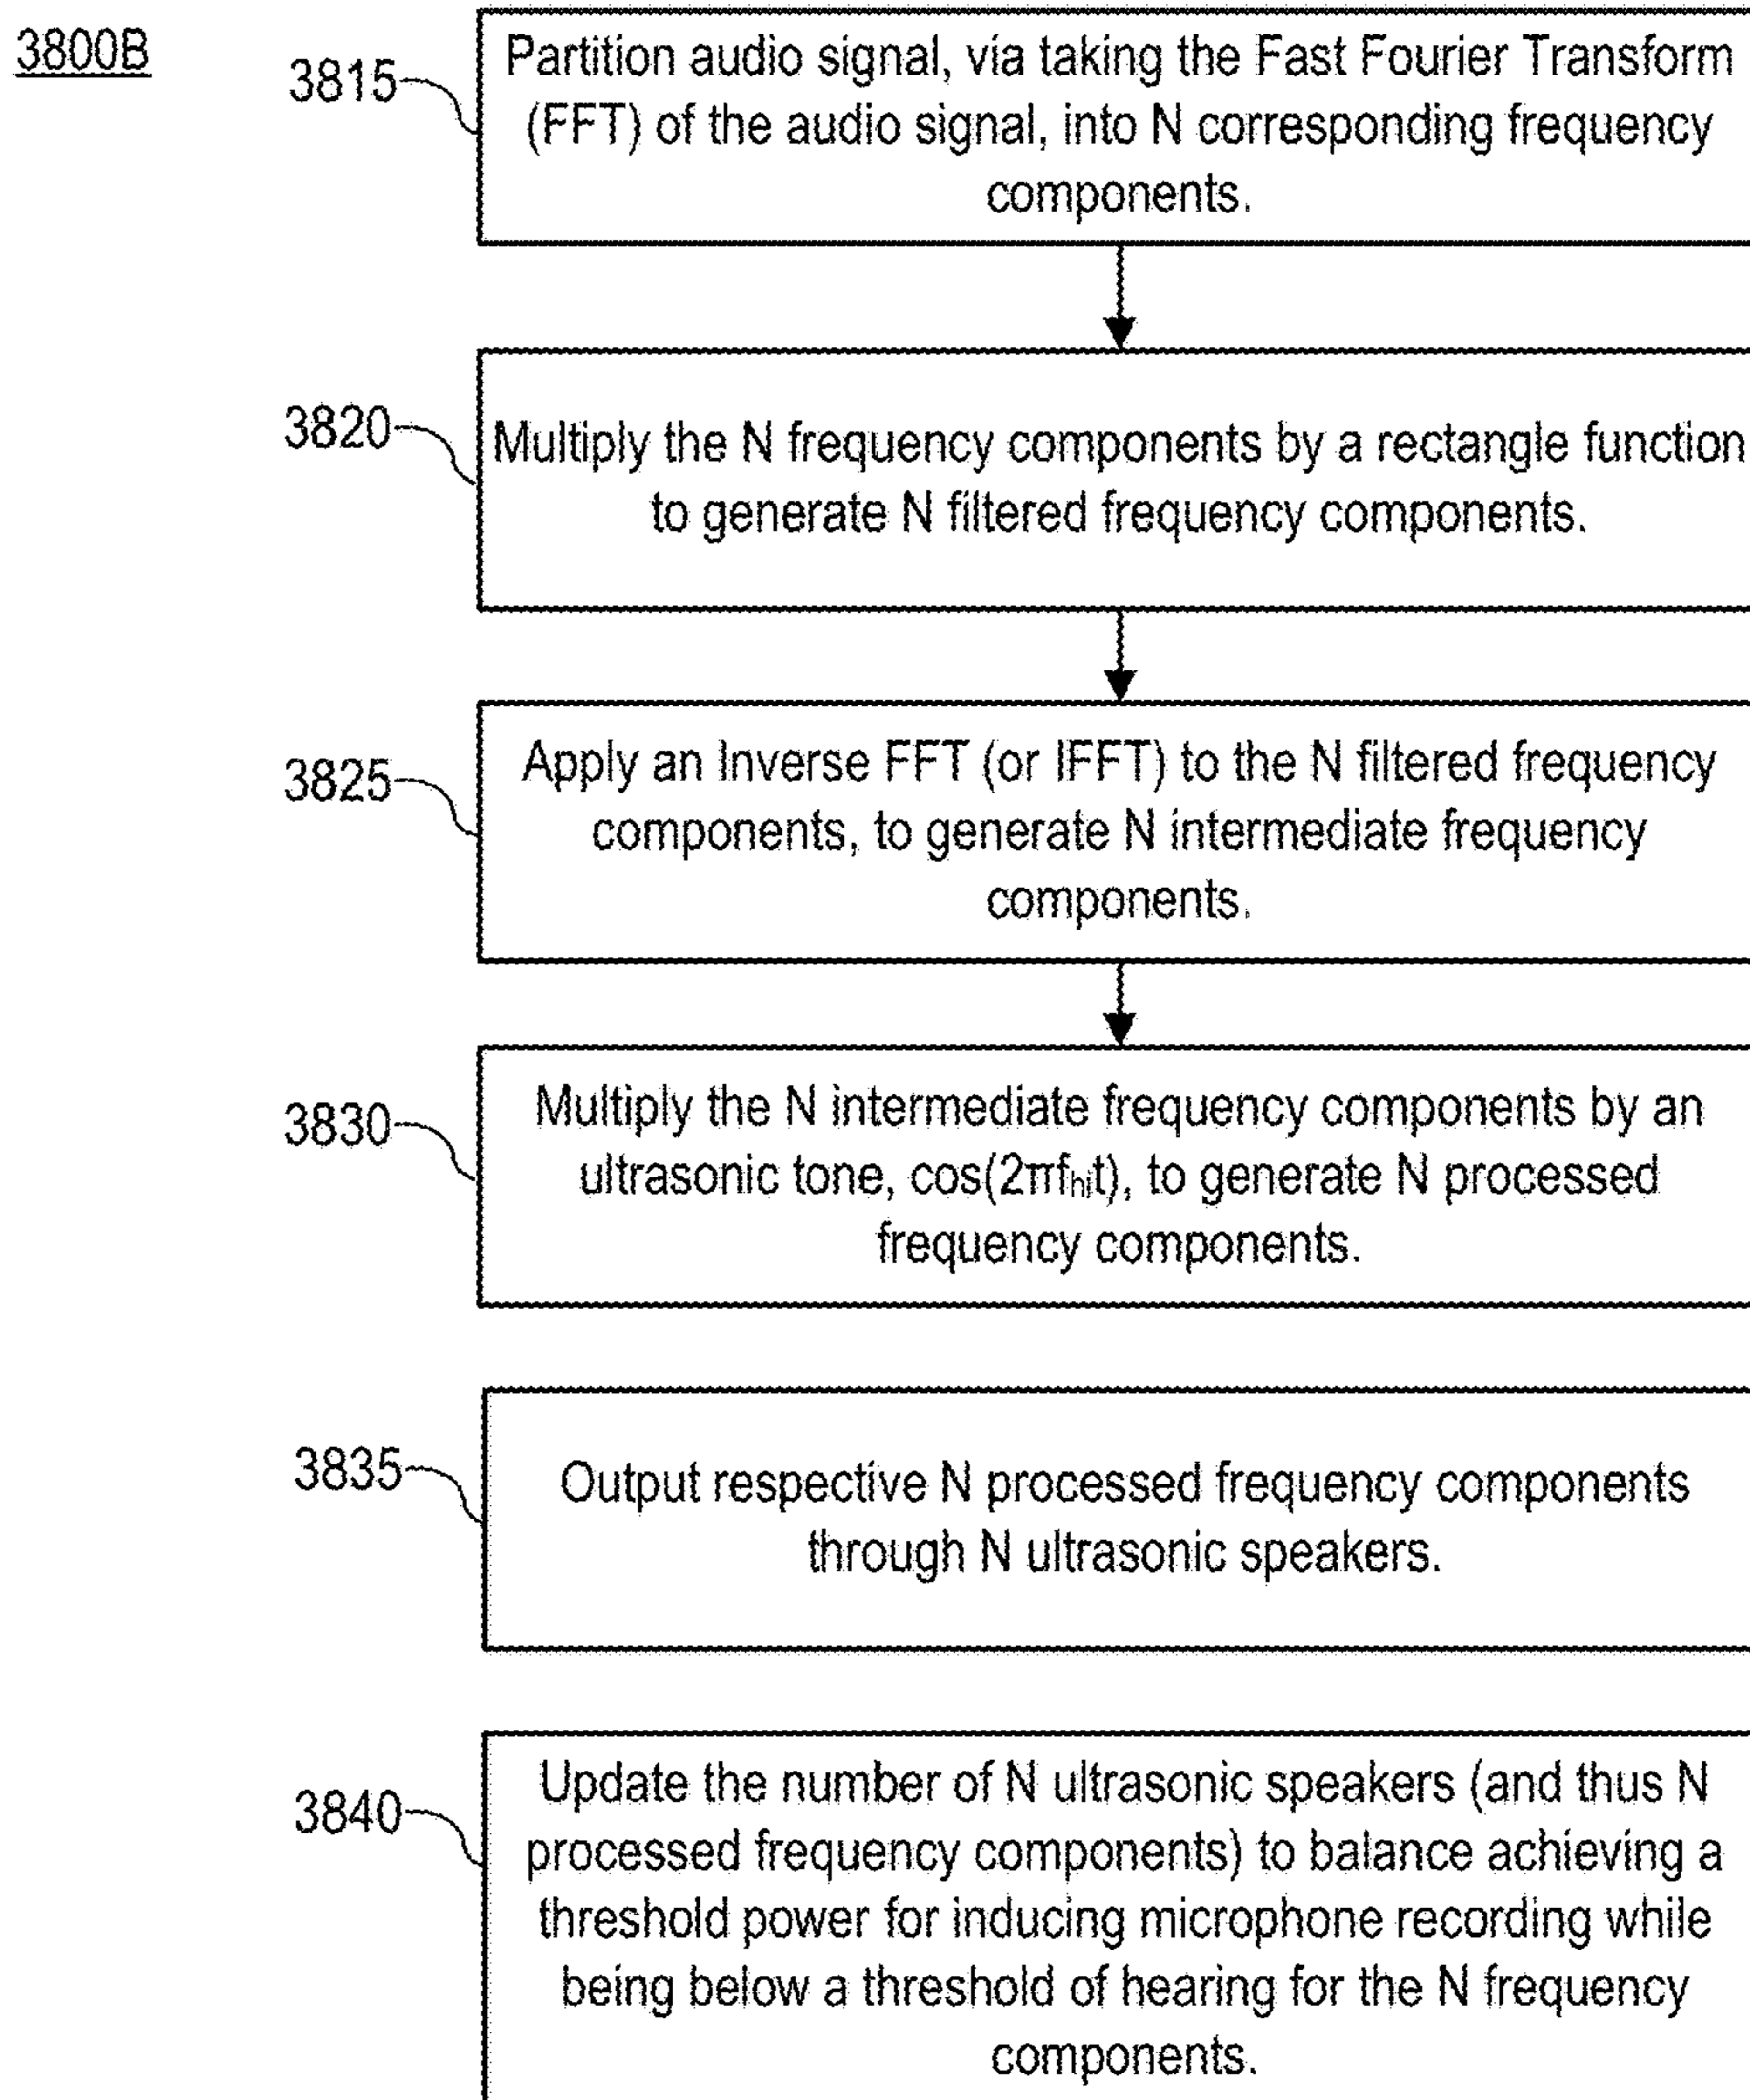 3800B
3815
Partition audio signal, via taking the Fast Fourier Transform
(FFT) of the audio signal, into N corresponding frequency
components.
3820
Multiply the N frequency components by a rectangle function
to generate N filtered frequency components.
3825
Apply an Inverse FFT (or IFFT) to the N filtered frequency
components, to generate N intermediate frequency
components.
3830
Multiply the N intermediate frequency components by an
ultrasonic tone, cos(2πf_hi t), to generate N processed
frequency components.
3835
Output respective N processed frequency components
through N ultrasonic speakers.
3840
Update the number of N ultrasonic speakers (and thus N
processed frequency components) to balance achieving a
threshold power for inducing microphone recording while
being below a threshold of hearing for the N frequency
components.